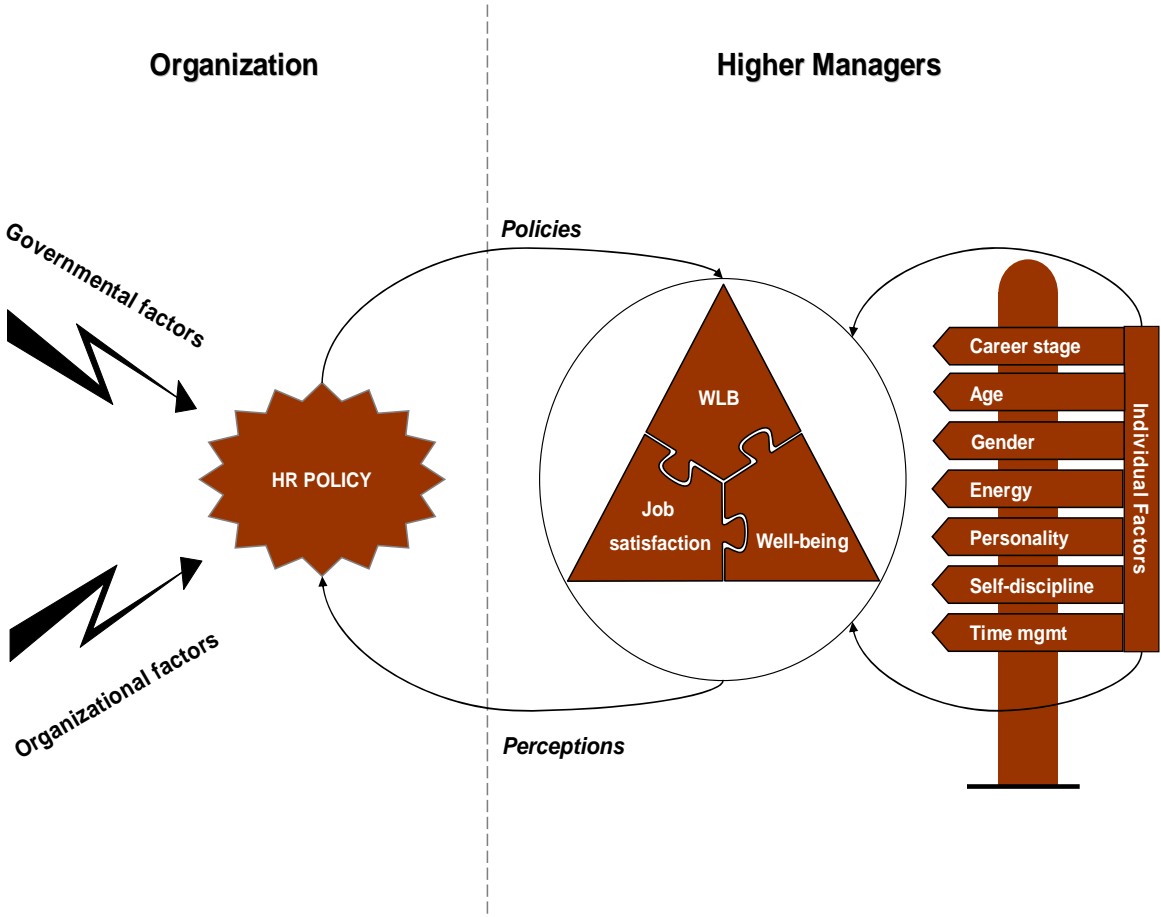 Organization
Higher Managers
Governmental factors
Policies
HR POLICY
WLB
Job
satisfaction
Well-being
Career stage
Age
Gender
Energy
Personality
Self-discipline
Time mgmt
Individual Factors
Organizational factors
Perceptions